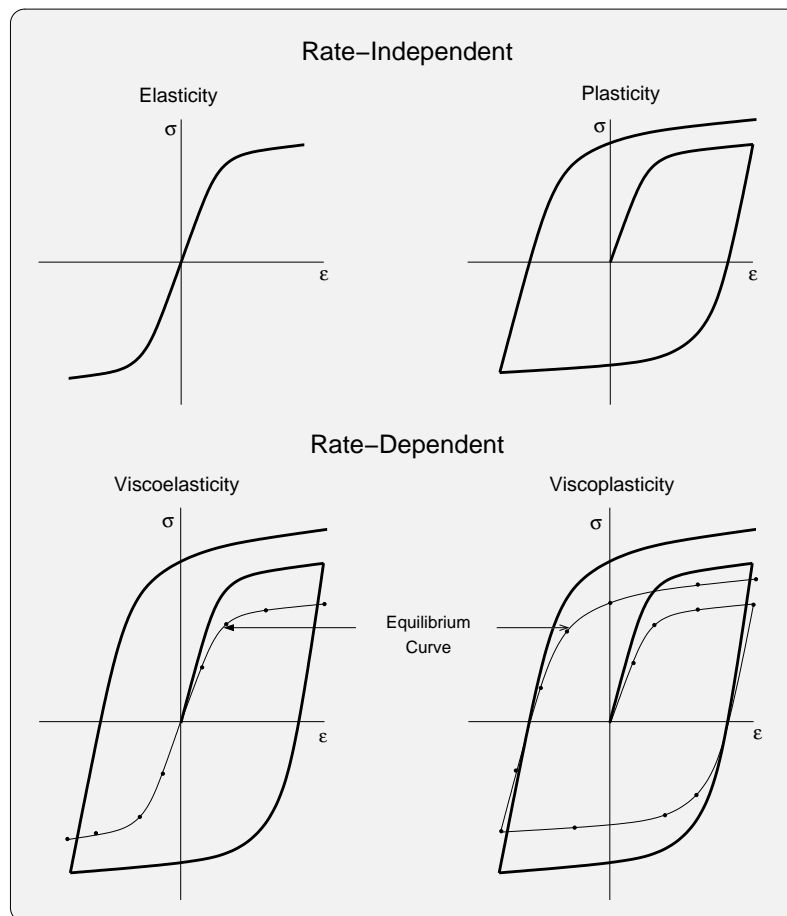 Rate−Independent
Elasticity
Plasticity
σ
σ
ε
ε
Rate−Dependent
Viscoelasticity
Viscoplasticity
σ
σ
Equilibrium
Curve
ε
ε